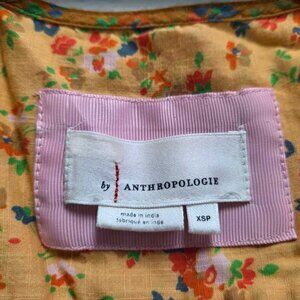 by ANTHROPOLOGIE
made in india
fabriqué en inde
XSP